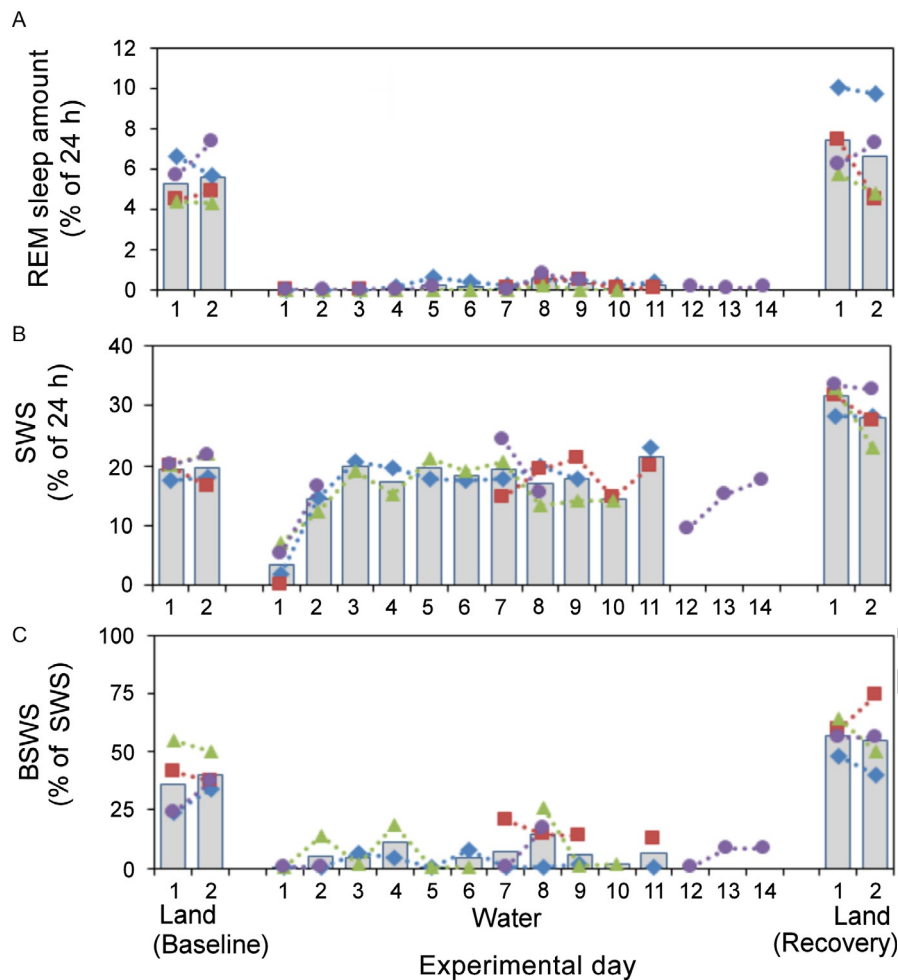 A
REM sleep amount
(% of 24 h)
12
10
8
6
4
2
0
1 2 1 2 3 4 5 6 7 8 9 10 11 12 13 14 1 2
B
SWS
(% of 24 h)
40
30
20
10
0
1 2 1 2 3 4 5 6 7 8 9 10 11 12 13 14 1 2
C
BSWS
(% of SWS)
100
75
50
25
0
1 2 1 2 3 4 5 6 7 8 9 10 11 12 13 14 1 2
Land
(Baseline)
Water
Land
(Recovery)
Experimental day